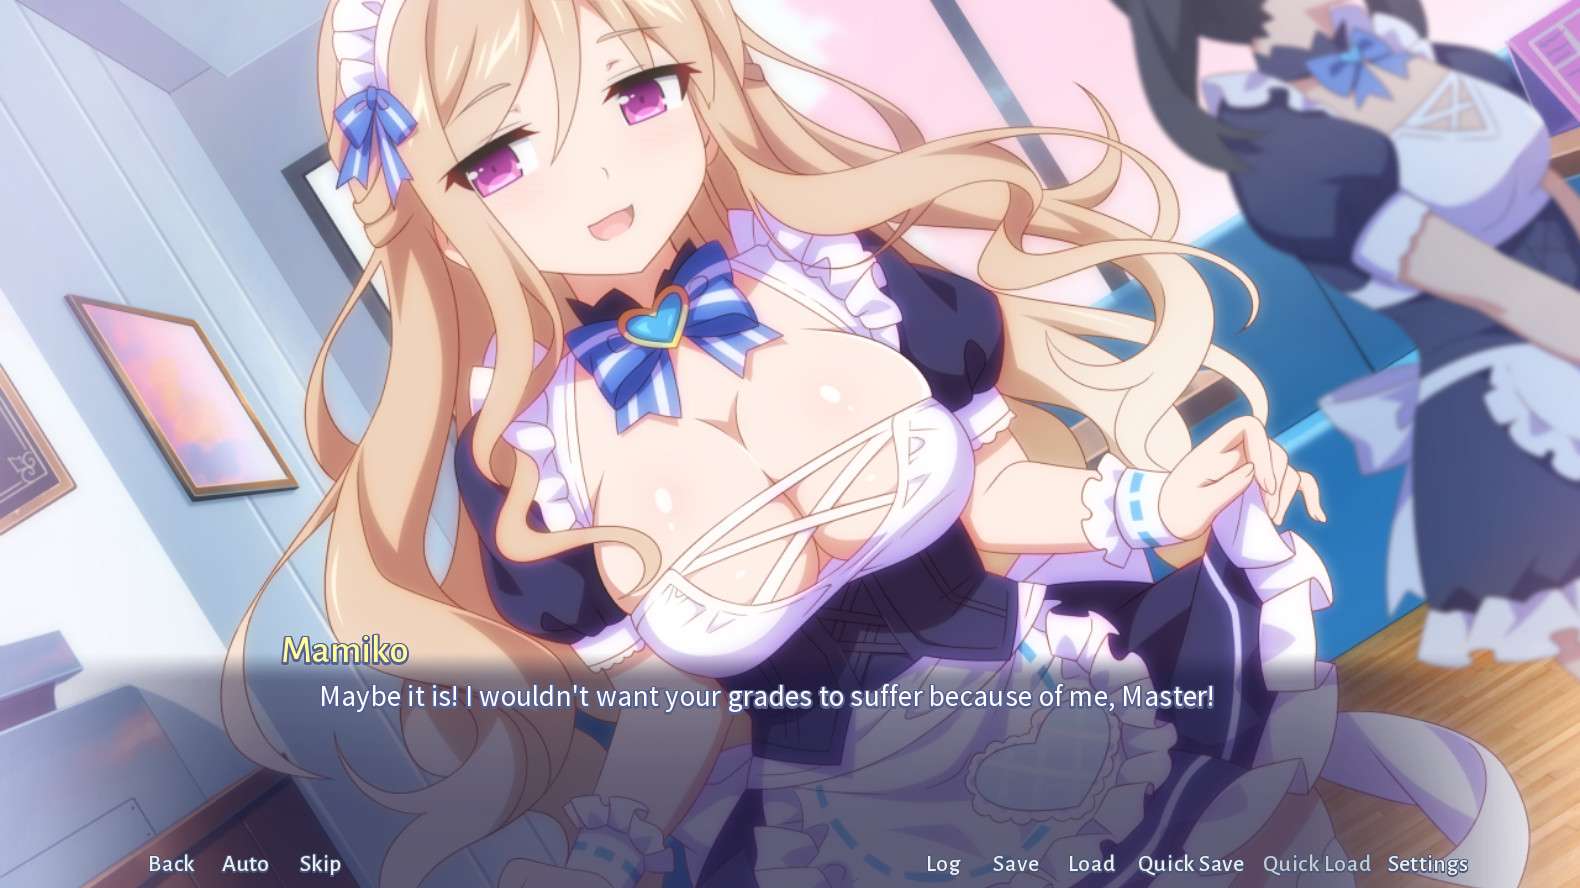 Mamiko
Maybe it is! I wouldn't want your grades to suffer because of me, Master!
Back Auto Skip Log Save Load Quick Save Quick Load Settings